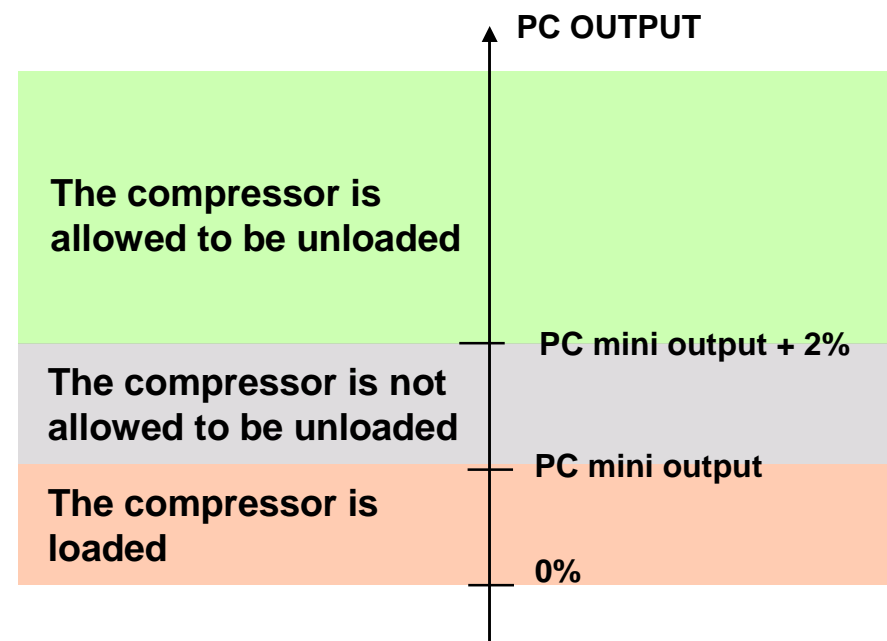 PC OUTPUT
The compressor is
allowed to be unloaded
PC mini output + 2%
The compressor is not
allowed to be unloaded
PC mini output
The compressor is
loaded
0%